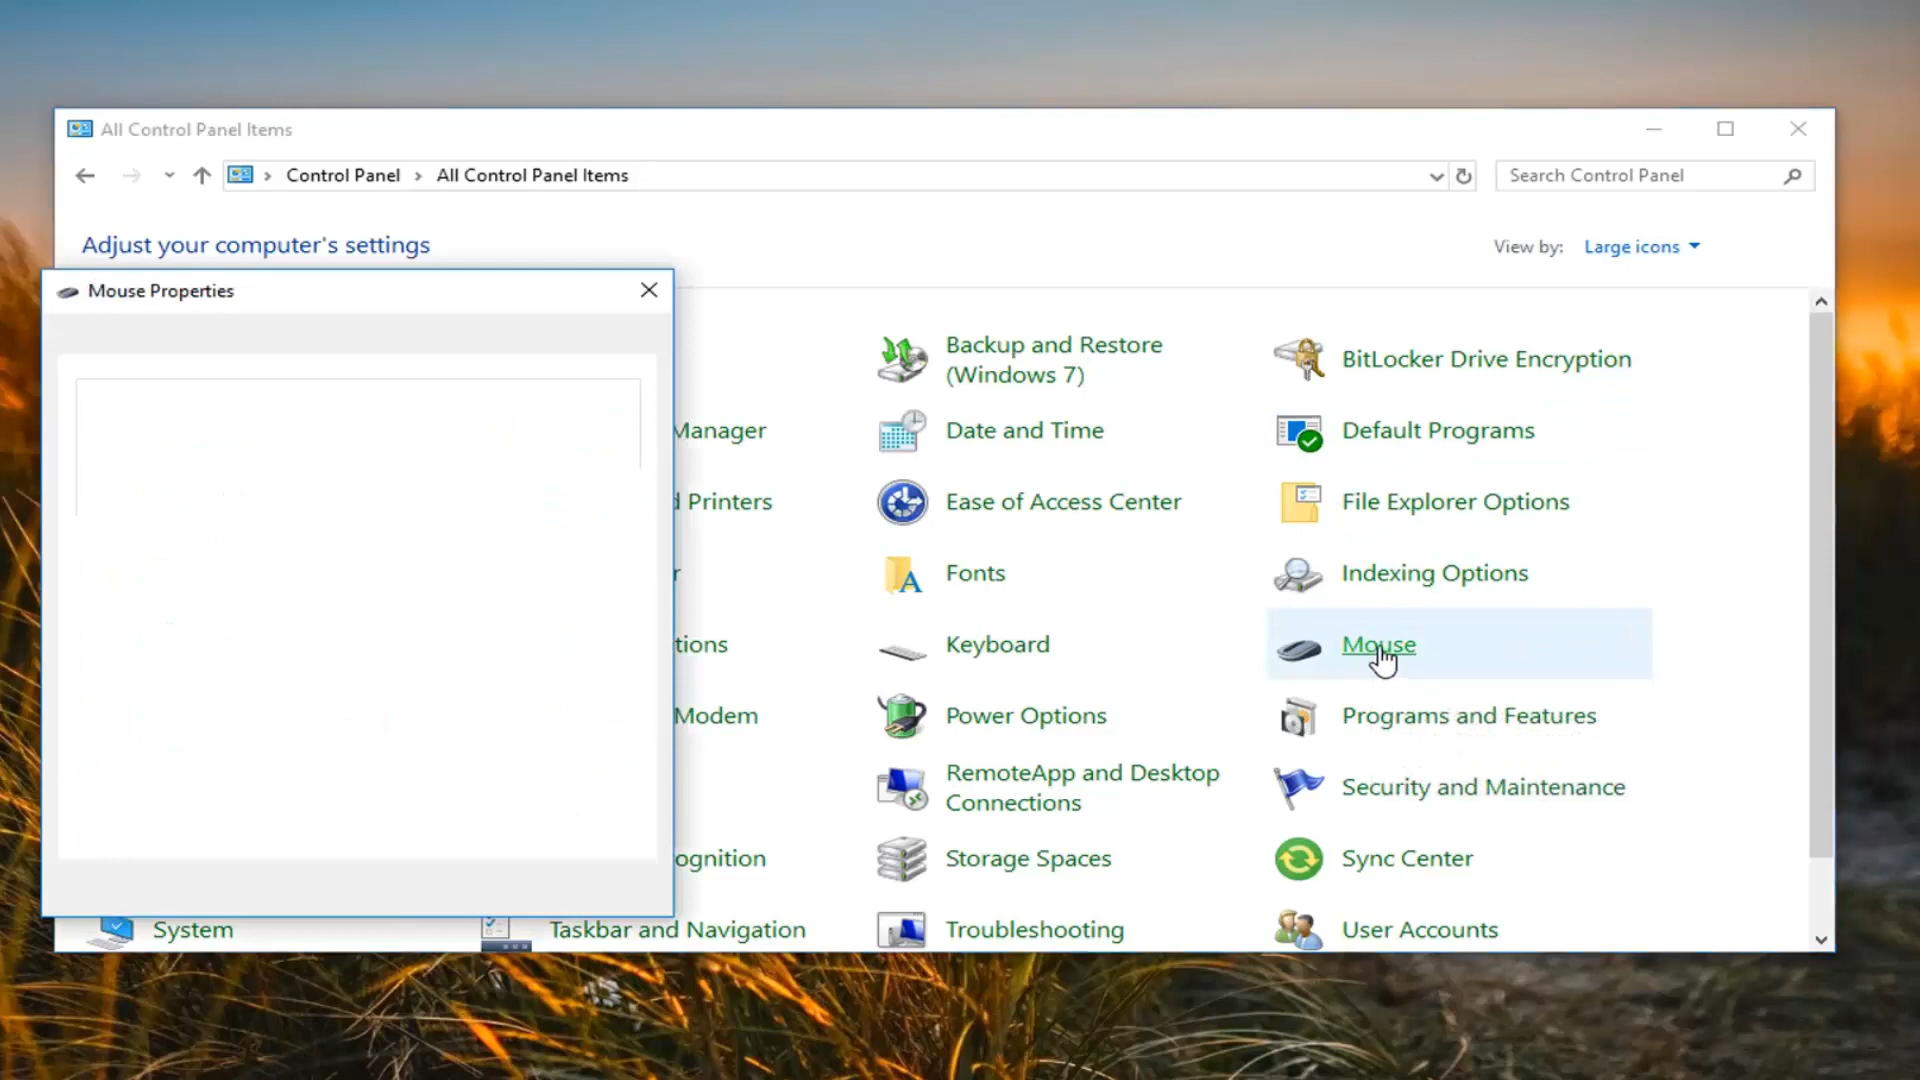 All Control Panel Items
Control Panel > All Control Panel Items
Search Control Panel
Adjust your computer's settings
View by: Large icons
Mouse Properties
Backup and Restore
(Windows 7)
BitLocker Drive Encryption
Manager
Date and Time
Default Programs
d Printers
Ease of Access Center
File Explorer Options
r
Fonts
Indexing Options
tions
Keyboard
Mouse
Modem
Power Options
Programs and Features
RemoteApp and Desktop
Connections
Security and Maintenance
ognition
Storage Spaces
Sync Center
System
Taskbar and Navigation
Troubleshooting
User Accounts